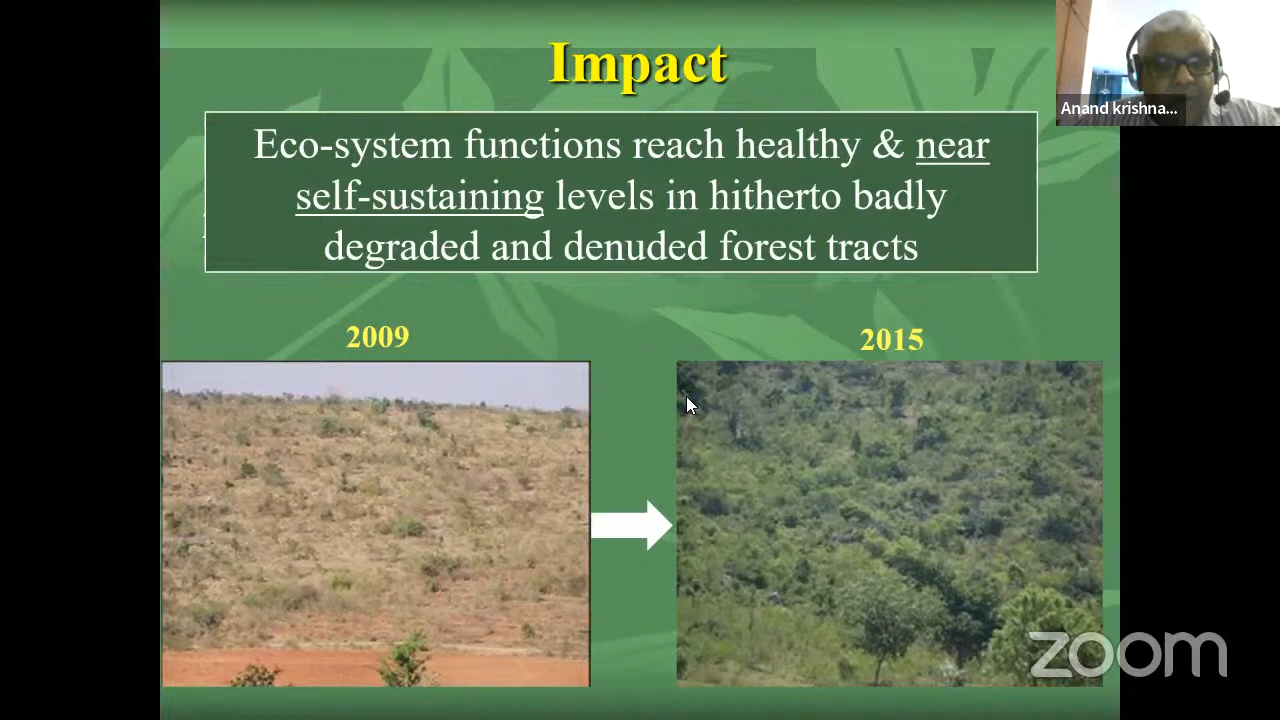 Impact
Anand krishna...
Eco-system functions reach healthy & near
self-sustaining levels in hitherto badly
degraded and denuded forest tracts
2009
2015
zoom